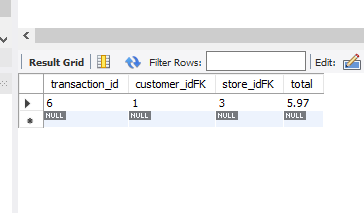 Result Grid Filter Rows: Edit:
transaction_id customer_idFK store_idFK total
6 1 3 5.97
NULL NULL NULL NULL